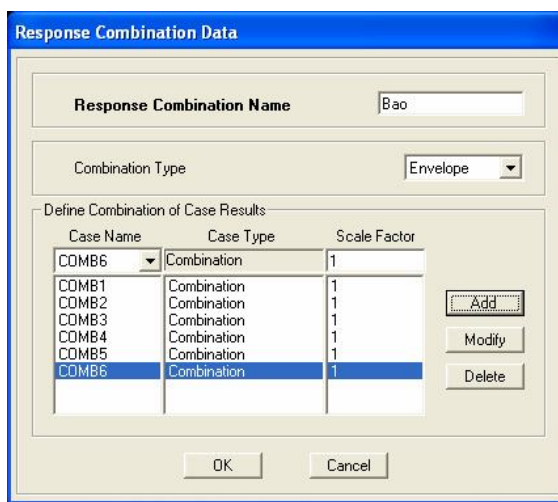 Response Combination Data
Response Combination Name Bao
Combination Type Envelope
Define Combination of Case Results
Case Name Case Type Scale Factor
COMB6 Combination 1
COMB1 Combination 1
COMB2 Combination 1
COMB3 Combination 1
COMB4 Combination 1
COMB5 Combination 1
COMB6 Combination 1
Add
Modify
Delete
OK Cancel